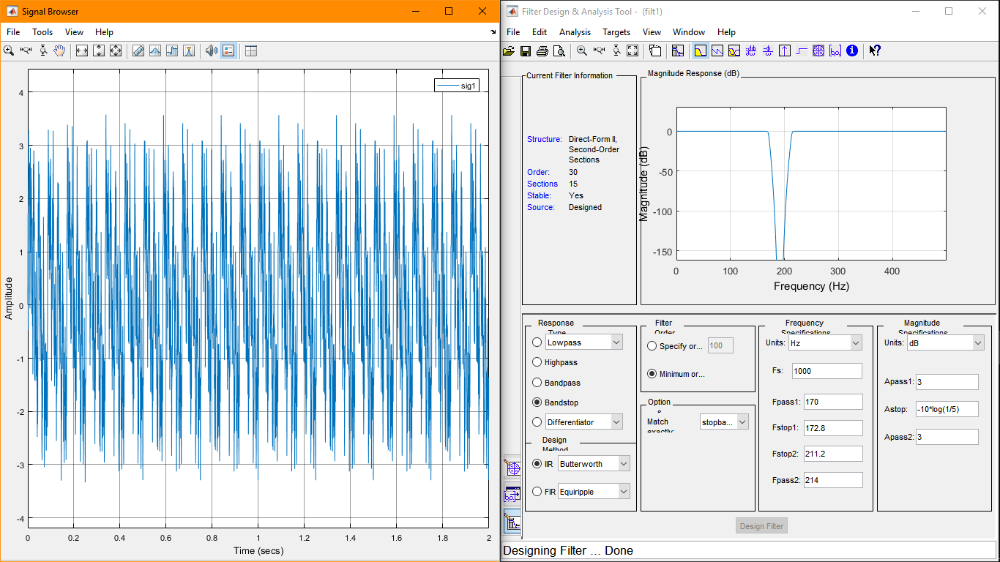 Signal Browser
File Tools View Help
sig1
4
3
2
1
0
-1
-2
-3
-4
Amplitude
0 0.2 0.4 0.6 0.8 1 1.2 1.4 1.6 1.8 2
Time (secs)
Filter Design & Analysis Tool - (filt1)
File Edit Analysis Targets View Window Help
Current Filter Information
Structure: Direct-Form II,
Second-Order
Sections
Order: 30
Sections 15
Stable: Yes
Source: Designed
Magnitude Response (dB)
0
-50
-100
-150
Magnitude (dB)
0 100 200 300 400
Frequency (Hz)
Response
Type
Lowpass
Highpass
Bandpass
Bandstop
Differentiator
Design
Method
IIR Butterworth
FIR Equiripple
Filter
Order
Specify or... 100
Minimum or...
Option
s
Match
exactly:
stopba...
Frequency
Specifications
Units: Hz
Fs: 1000
Fpass1: 170
Fstop1: 172.8
Fstop2: 211.2
Fpass2: 214
Magnitude
Specifications
Units: dB
Apass1: 3
Astop: -10*log(1/5)
Apass2: 3
Design Filter
Designing Filter ... Done